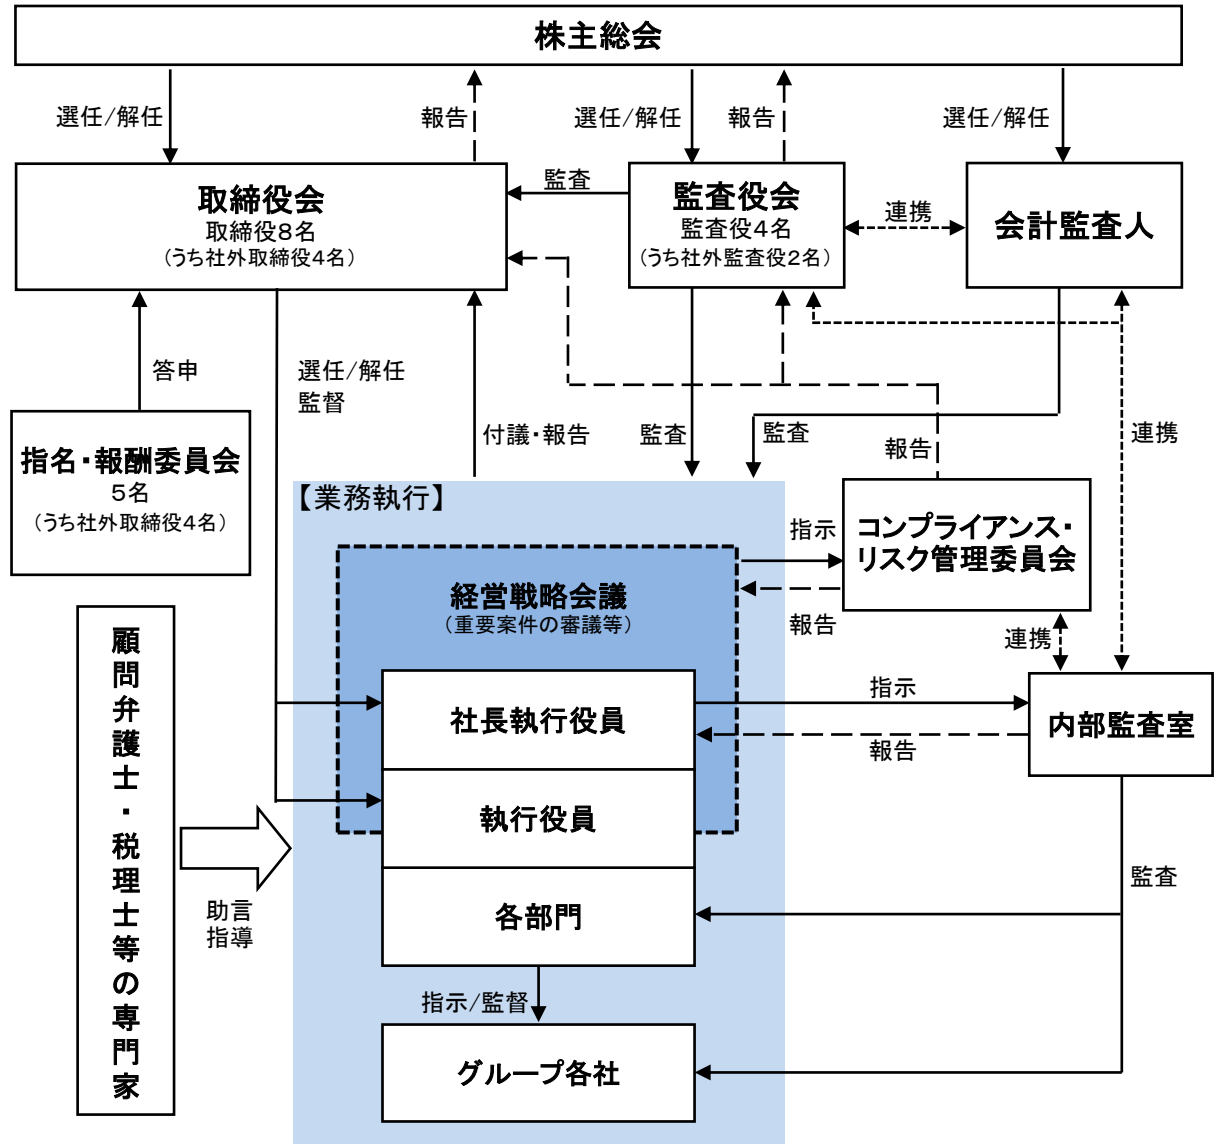 株主総会
選任/解任
報告
選任/解任
報告
選任/解任
取締役会
取締役8名
(うち社外取締役4名)
監査
監査役会
監査役4名
(うち社外監査役2名)
連携
会計監査人
答申
選任/解任
監督
付議・報告
監査
監査
報告
連携
指名・報酬委員会
5名
(うち社外取締役4名)
【業務執行】
指示
コンプライアンス・
リスク管理委員会
経営戦略会議
(重要案件の審議等)
報告
連携
顧問弁護士・税理士等の専門家
社長執行役員
指示
報告
内部監査室
執行役員
助言
指導
各部門
監査
指示/監督
グループ各社